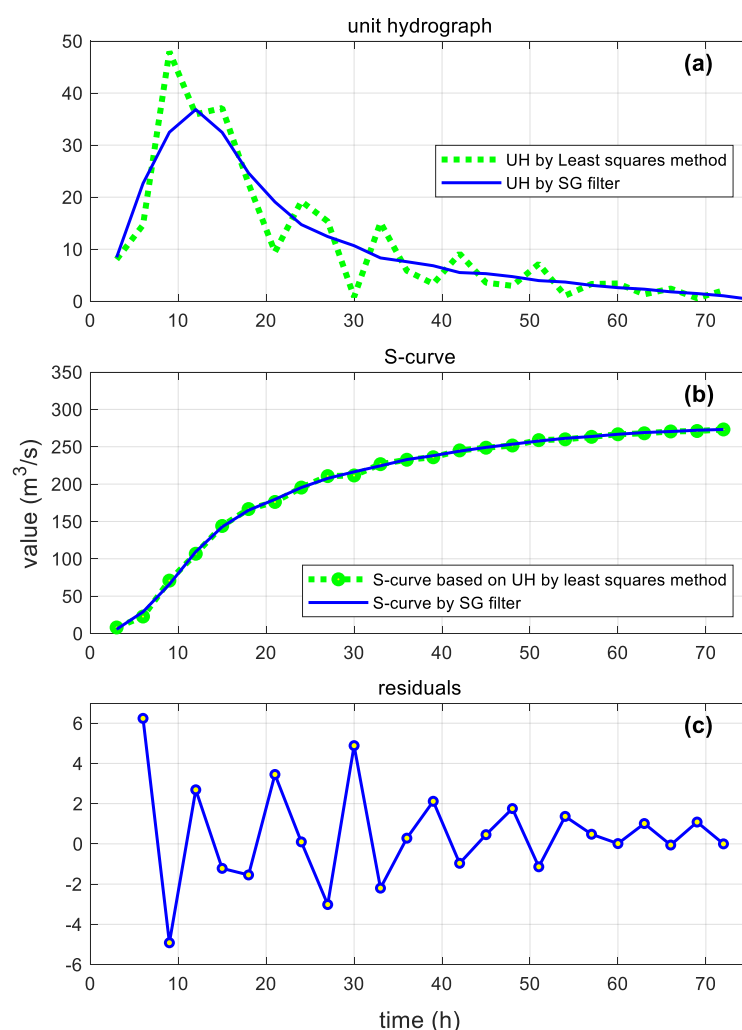 unit hydrograph
(a)
50
40
30
20
10
0
UH by Least squares method
UH by SG filter
0 10 20 30 40 50 60 70
S-curve
(b)
350
300
250
200
150
100
50
0
value (m³/s)
S-curve based on UH by least squares method
S-curve by SG filter
0 10 20 30 40 50 60 70
residuals
(c)
6
4
2
0
-2
-4
-6
0 10 20 30 40 50 60 70
time (h)